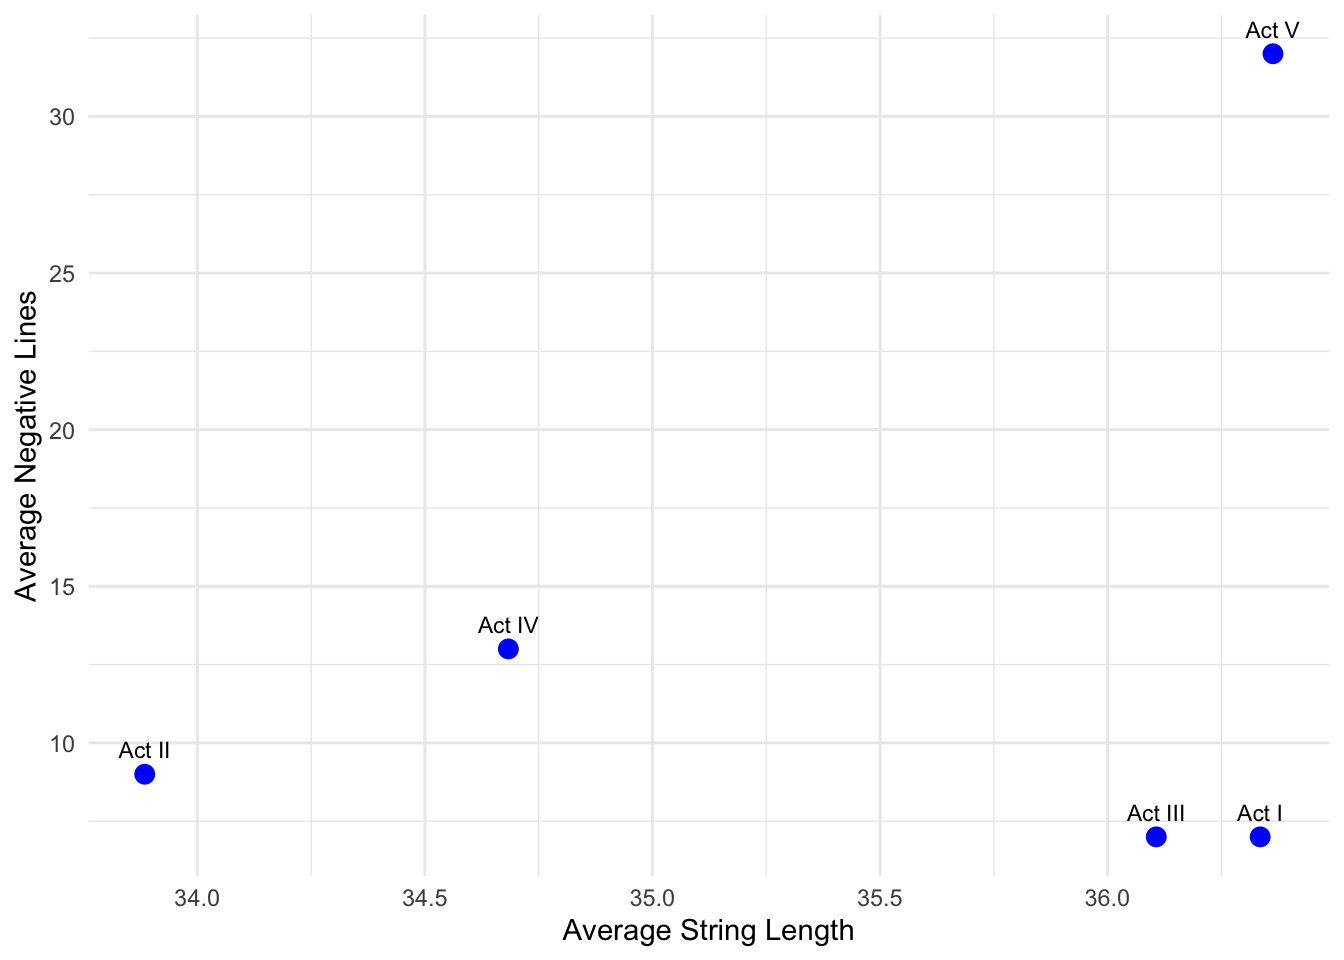 Act V
30
25
20
15
10
Average Negative Lines
Act IV
Act II
Act III
Act I
34.0
34.5
35.0
35.5
36.0
Average String Length